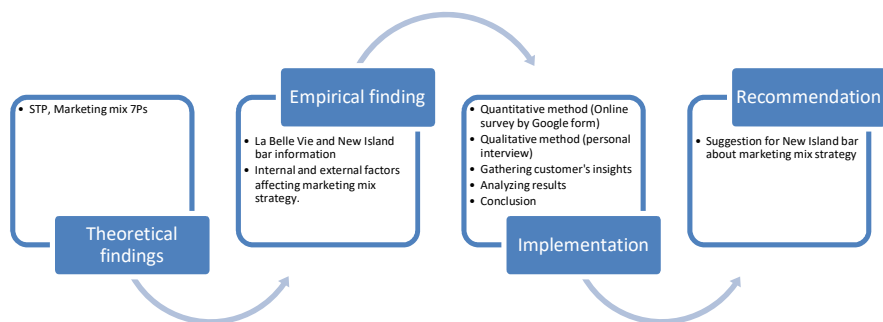 • STP, Marketing mix 7Ps
Theoretical
findings
Empirical finding
• La Belle Vie and New Island
bar information
• Internal and external factors
affecting marketing mix
strategy.
• Quantitative method (Online
survey by Google form)
• Qualitative method (personal
interview)
• Gathering customer's insights
• Analyzing results
• Conclusion
Implementation
Recommendation
• Suggestion for New Island bar
about marketing mix strategy